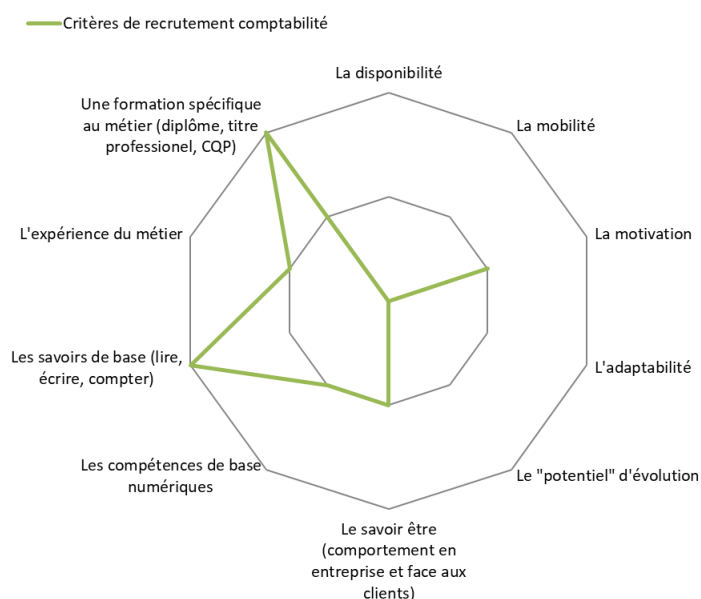 Critères de recrutement comptabilité
La disponibilité
Une formation spécifique
au métier (diplôme, titre
professionel, CQP)
La mobilité
L'expérience du métier
La motivation
Les savoirs de base (lire,
écrire, compter)
L'adaptabilité
Les compétences de base
numériques
Le "potentiel" d'évolution
Le savoir être
(comportement en
entreprise et face aux
clients)